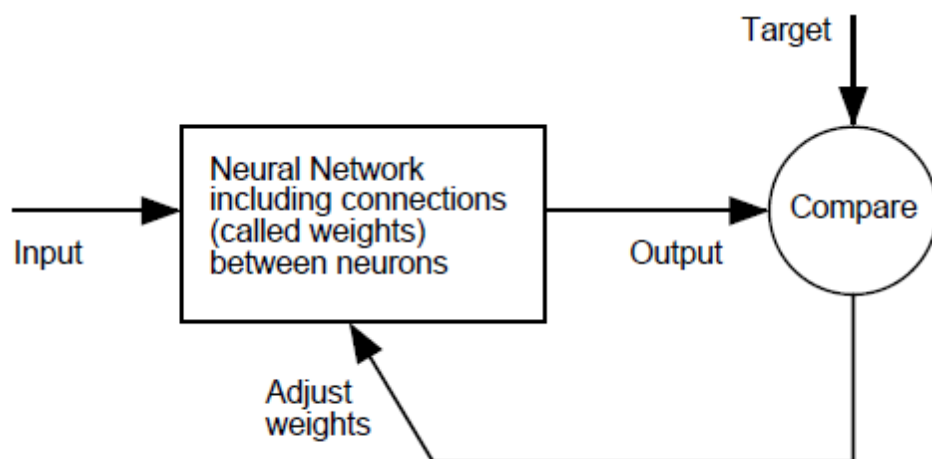 Target
Neural Network
including connections
(called weights)
between neurons
Compare
Input
Output
Adjust
weights